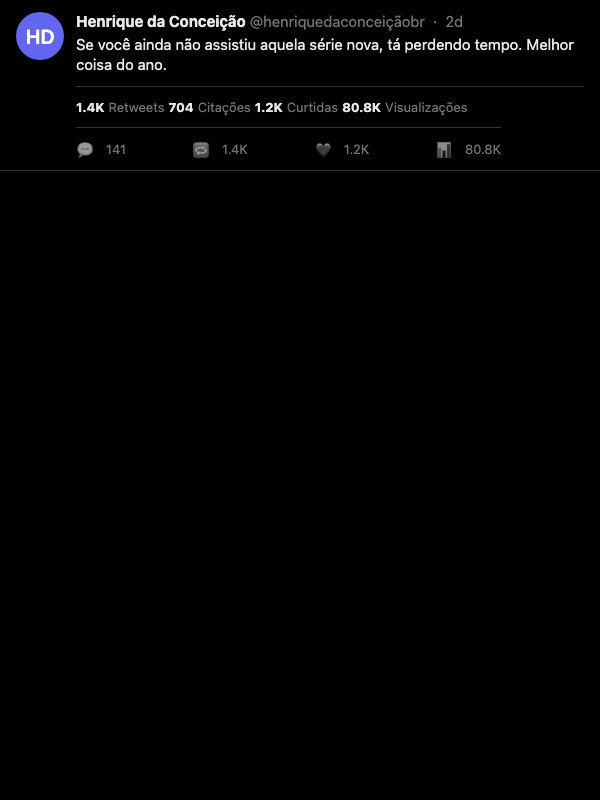 HD
Henrique da Conceição @henriquedaconceiçãobr · 2d
Se você ainda não assistiu aquela série nova, tá perdendo tempo. Melhor
coisa do ano.
1.4K Retweets 704 Citações 1.2K Curtidas 80.8K Visualizações
141 1.4K 1.2K 80.8K